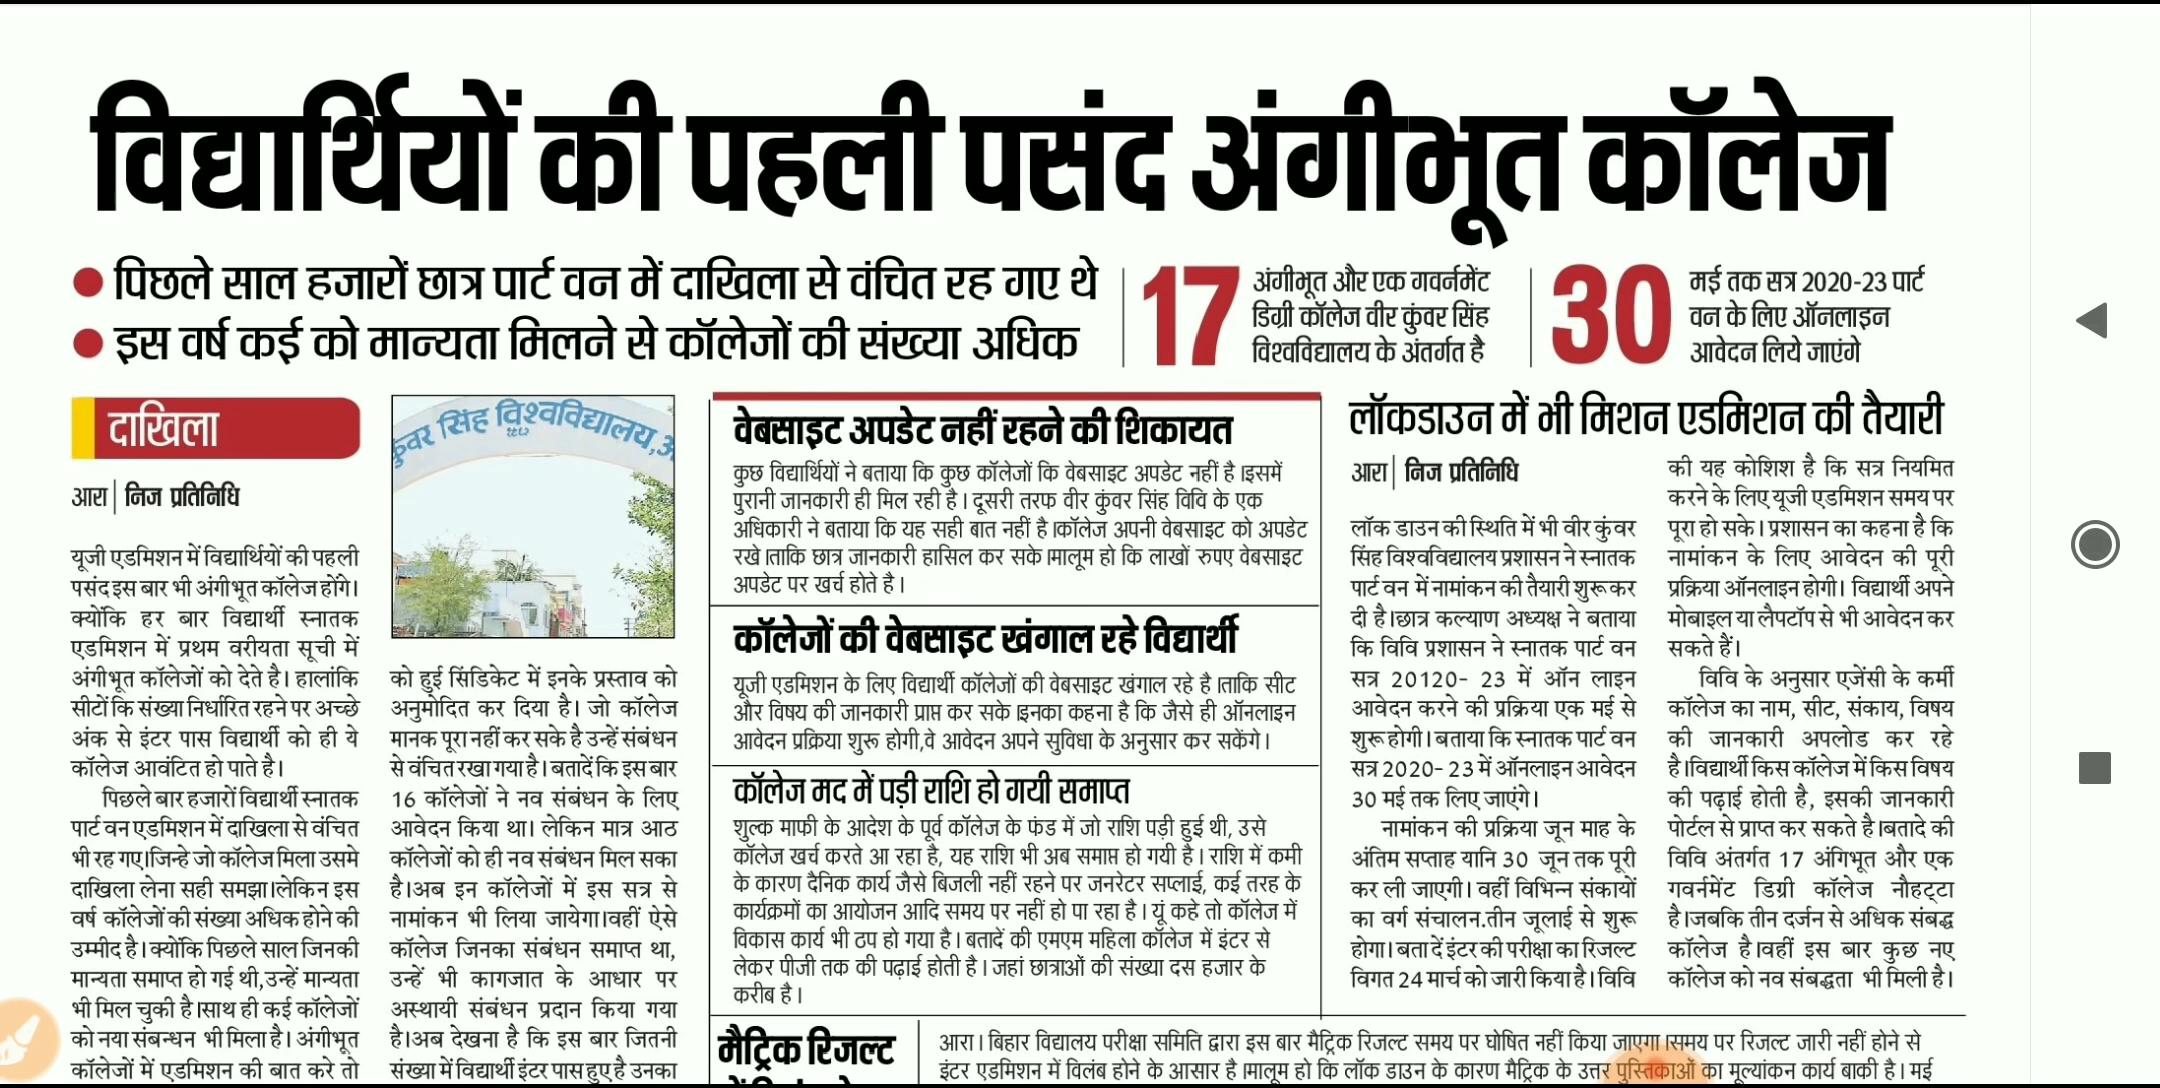 विद्यार्थियों की पहली पसंद अंगीभूत कॉलेज
● पिछले साल हजारों छात्र पार्ट वन में दाखिला से वंचित रह गए थे
● इस वर्ष कई को मान्यता मिलने से कॉलेजों की संख्या अधिक
17
अंगीभूत और एक गवर्नमेंट
डिग्री कॉलेज वीर कुंवर सिंह
विश्वविद्यालय के अंतर्गत है
30
मई तक सत्र 2020-23 पार्ट
वन के लिए ऑनलाइन
आवेदन लिये जाएंगे
दाखिला
आरा | निज प्रतिनिधि
यूजी एडमिशन में विद्यार्थियों की पहली
पसंद इस बार भी अंगीभूत कॉलेज होंगे।
क्योंकि हर बार विद्यार्थी स्नातक
एडमिशन में प्रथम वरीयता सूची में
अंगीभूत कॉलेजों को देते है। हालांकि
सीटों कि संख्या निर्धारित रहने पर अच्छे
अंक से इंटर पास विद्यार्थी को ही ये
कॉलेज आवंटित हो पाते है।
पिछले बार हजारों विद्यार्थी स्नातक
पार्ट वन एडमिशन में दाखिला से वंचित
भी रह गए।जिन्हे जो कॉलेज मिला उसमे
दाखिला लेना सही समझा।लेकिन इस
वर्ष कॉलेजों की संख्या अधिक होने की
उम्मीद है। क्योंकि पिछले साल जिनकी
मान्यता समाप्त हो गई थी,उन्हें मान्यता
भी मिल चुकी है।साथ ही कई कॉलेजों
को नया संबन्धन भी मिला है। अंगीभूत
कॉलेजों में एडमिशन की बात करे तो
कुंवर सिंह विश्वविद्यालय,
को हुई सिंडिकेट में इनके प्रस्ताव को
अनुमोदित कर दिया है। जो कॉलेज
मानक पूरा नहीं कर सके है उन्हें संबंधन
से वंचित रखा गया है। बतादें कि इस बार
16 कॉलेजों ने नव संबंधन के लिए
आवेदन किया था। लेकिन मात्र आठ
कॉलेजों को ही नव संबंधन मिल सका
है।अब इन कॉलेजों में इस सत्र से
नामांकन भी लिया जायेगा।वहीं ऐसे
कॉलेज जिनका संबंधन समाप्त था,
उन्हें भी कागजात के आधार पर
अस्थायी संबंधन प्रदान किया गया
है।अब देखना है कि इस बार जितनी
संख्या में विद्यार्थी इंटर पास हुए है उनका
वेबसाइट अपडेट नहीं रहने की शिकायत
कुछ विद्यार्थियों ने बताया कि कुछ कॉलेजों कि वेबसाइट अपडेट नहीं है।इसमें
पुरानी जानकारी ही मिल रही है। दूसरी तरफ वीर कुंवर सिंह विवि के एक
अधिकारी ने बताया कि यह सही बात नहीं है।कॉलेज अपनी वेबसाइट को अपडेट
रखे।ताकि छात्र जानकारी हासिल कर सके।मालूम हो कि लाखों रुपए वेबसाइट
अपडेट पर खर्च होते है।
कॉलेजों की वेबसाइट खंगाल रहे विद्यार्थी
यूजी एडमिशन के लिए विद्यार्थी कॉलेजों की वेबसाइट खंगाल रहे है।ताकि सीट
और विषय की जानकारी प्राप्त कर सके।इनका कहना है कि जैसे ही ऑनलाइन
आवेदन प्रक्रिया शुरू होगी,वे आवेदन अपने सुविधा के अनुसार कर सकेंगे।
कॉलेज मद में पड़ी राशि हो गयी समाप्त
शुल्क माफी के आदेश के पूर्व कॉलेज के फंड में जो राशि पड़ी हुई थी, उसे
कॉलेज खर्च करते आ रहा है, यह राशि भी अब समाप्त हो गयी है। राशि में कमी
के कारण दैनिक कार्य जैसे बिजली नहीं रहने पर जनरेटर सप्लाई, कई तरह के
कार्यक्रमों का आयोजन आदि समय पर नहीं हो पा रहा है। यूं कहे तो कॉलेज में
विकास कार्य भी ठप हो गया है। बतादें की एमएम महिला कॉलेज में इंटर से
लेकर पीजी तक की पढ़ाई होती है। जहां छात्राओं की संख्या दस हजार के
करीब है।
लॉकडाउन में भी मिशन एडमिशन की तैयारी
आरा | निज प्रतिनिधि
लॉक डाउन की स्थिति में भी वीर कुंवर
सिंह विश्वविद्यालय प्रशासन ने स्नातक
पार्ट वन में नामांकन की तैयारी शुरू कर
दी है।छात्र कल्याण अध्यक्ष ने बताया
कि विवि प्रशासन ने स्नातक पार्ट वन
सत्र 20120- 23 में ऑन लाइन
आवेदन करने की प्रक्रिया एक मई से
शुरू होगी। बताया कि स्नातक पार्ट वन
सत्र 2020- 23 में ऑनलाइन आवेदन
30 मई तक लिए जाएंगे।
नामांकन की प्रक्रिया जून माह के
अंतिम सप्ताह यानि 30 जून तक पूरी
कर ली जाएगी। वहीं विभिन्न संकायों
का वर्ग संचालन.तीन जूलाई से शुरू
होगा। बता दें इंटर की परीक्षा का रिजल्ट
विगत 24 मार्च को जारी किया है। विवि
की यह कोशिश है कि सत्र नियमित
करने के लिए यूजी एडमिशन समय पर
पूरा हो सके। प्रशासन का कहना है कि
नामांकन के लिए आवेदन की पूरी
प्रक्रिया ऑनलाइन होगी। विद्यार्थी अपने
मोबाइल या लैपटॉप से भी आवेदन कर
सकते हैं।
विवि के अनुसार एजेंसी के कर्मी
कॉलेज का नाम, सीट, संकाय, विषय
की जानकारी अपलोड कर रहे
है।विद्यार्थी किस कॉलेज में किस विषय
की पढ़ाई होती है, इसकी जानकारी
पोर्टल से प्राप्त कर सकते है।बतादे की
विवि अंतर्गत 17 अंगिभूत और एक
गवर्नमेंट डिग्री कॉलेज नौहट्टा
है।जबकि तीन दर्जन से अधिक संबद्ध
कॉलेज है।वहीं इस बार कुछ नए
कॉलेज को नव संबद्धता भी मिली है।
मैट्रिक रिजल्ट
आरा। बिहार विद्यालय परीक्षा समिति द्वारा इस बार मैट्रिक रिजल्ट समय पर घोषित नहीं किया जाएगा।समय पर रिजल्ट जारी नहीं होने से
इंटर एडमिशन में विलंब होने के आसार है।मालूम हो कि लॉक डाउन के कारण मैट्रिक के उत्तर पुस्तिकाओं का मूल्यांकन कार्य बाकी है। मई